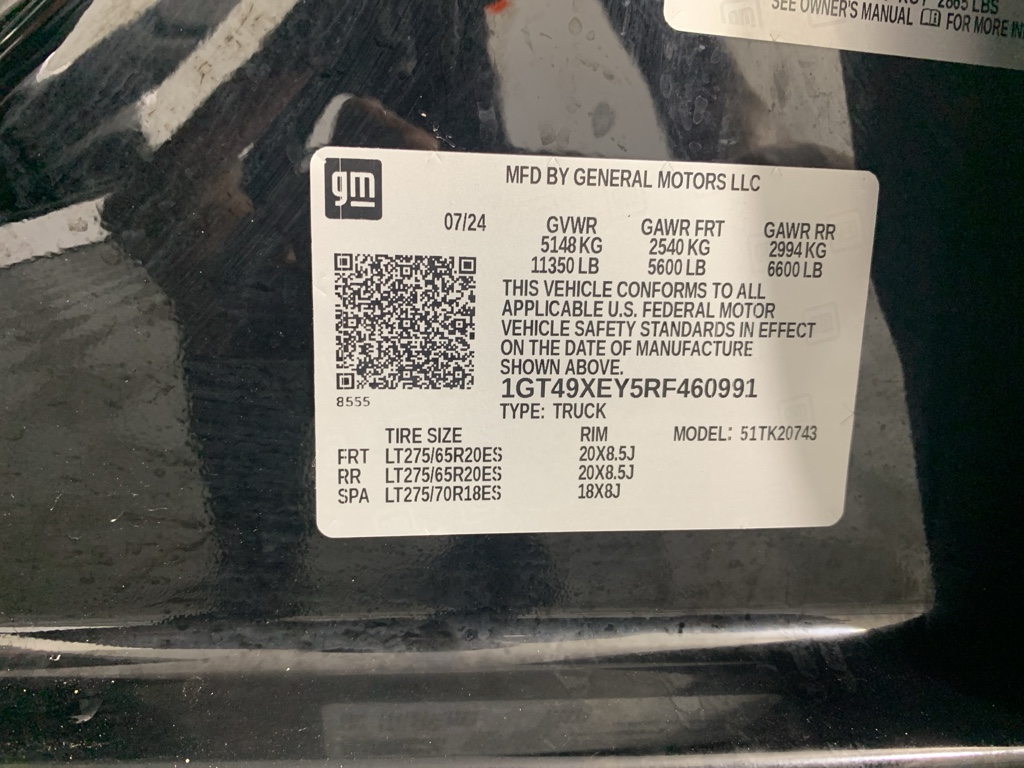 2865 LBS
SEE OWNER'S MANUAL FOR MORE
gm
MFD BY GENERAL MOTORS LLC
07/24 GVWR GAWR FRT GAWR RR
5148 KG 2540 KG 2994 KG
11350 LB 5600 LB 6600 LB
THIS VEHICLE CONFORMS TO ALL
APPLICABLE U.S. FEDERAL MOTOR
VEHICLE SAFETY STANDARDS IN EFFECT
ON THE DATE OF MANUFACTURE
SHOWN ABOVE.
1GT49XEY5RF460991
8555
TYPE: TRUCK
TIRE SIZE RIM MODEL: 51TK20743
FRT LT275/65R20ES 20X8.5J
RR LT275/65R20ES 20X8.5J
SPA LT275/70R18ES 18X8J